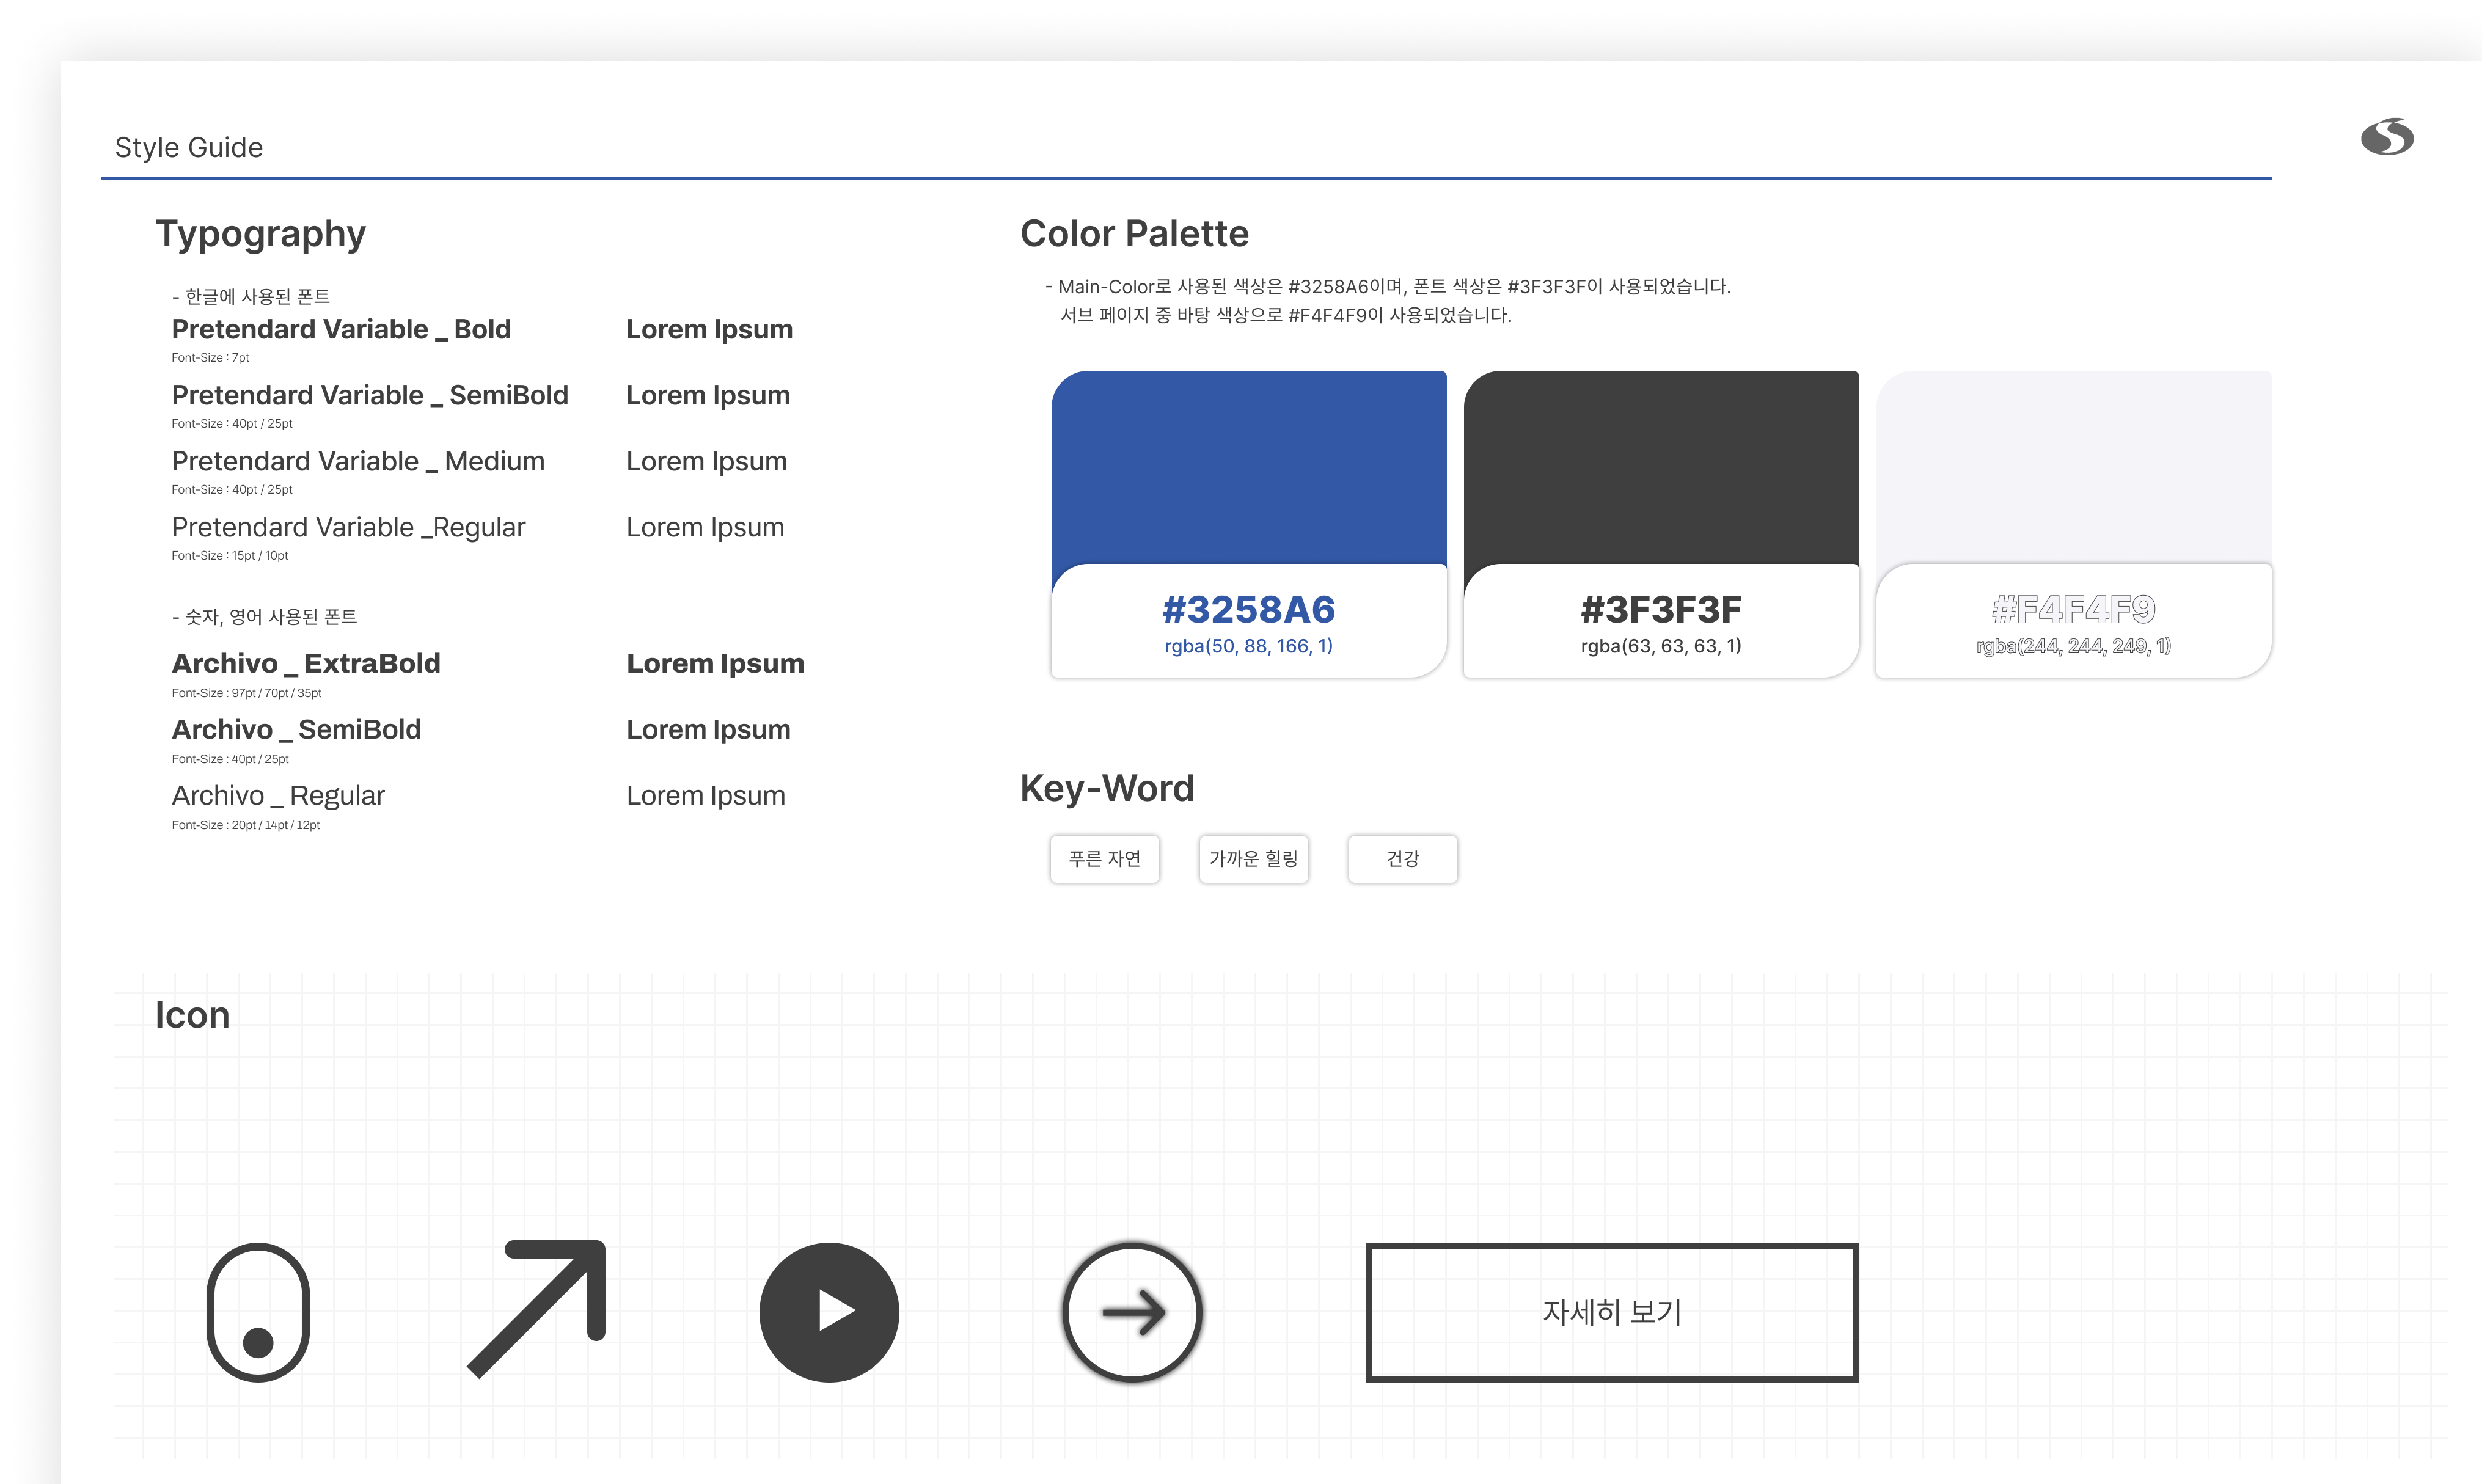 Style Guide
Typography
- 한글에 사용된 폰트
Pretendard Variable _ Bold
Lorem Ipsum
Font-Size : 7pt
Pretendard Variable _ SemiBold
Lorem Ipsum
Font-Size : 40pt / 25pt
Pretendard Variable _ Medium
Lorem Ipsum
Font-Size : 40pt / 25pt
Pretendard Variable _Regular
Lorem Ipsum
Font-Size : 15pt / 10pt
- 숫자, 영어 사용된 폰트
Archivo _ ExtraBold
Lorem Ipsum
Font-Size : 97pt / 70pt / 35pt
Archivo _ SemiBold
Lorem Ipsum
Font-Size : 40pt / 25pt
Archivo _ Regular
Lorem Ipsum
Font-Size : 20pt / 14pt / 12pt
Color Palette
- Main-Color로 사용된 색상은 #3258A6이며, 폰트 색상은 #3F3F3F이 사용되었습니다.
서브 페이지 중 바탕 색상으로 #F4F4F9이 사용되었습니다.
#3258A6
rgba(50, 88, 166, 1)
#3F3F3F
rgba(63, 63, 63, 1)
#F4F4F9
rgba(244, 244, 249, 1)
Key-Word
푸른 자연
가까운 힐링
건강
Icon
자세히 보기